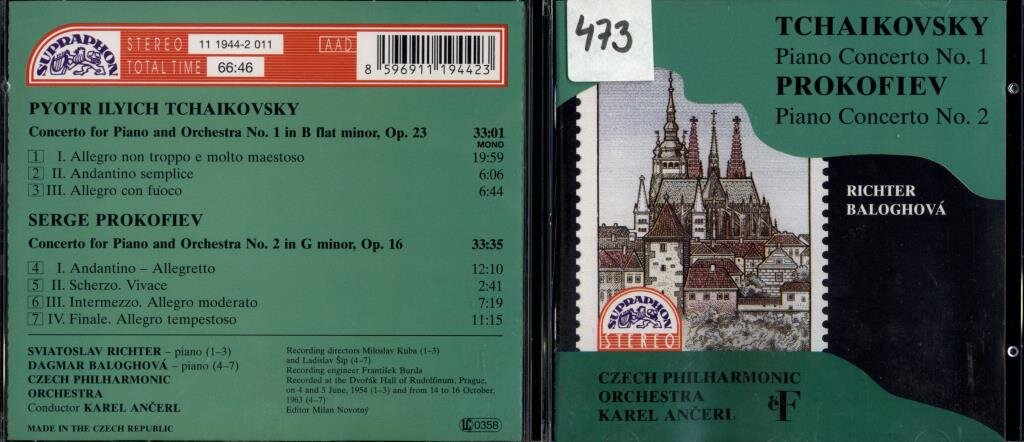 SUPRAPHON
STEREO
11 1944-2 011
AAD
TOTAL TIME
66:46
8 596911 194423
PYOTR ILYICH TCHAIKOVSKY
Concerto for Piano and Orchestra No. 1 in B flat minor, Op. 23 33:01
MONO
1 I. Allegro non troppo e molto maestoso 19:59
2 II. Andantino semplice 6:06
3 III. Allegro con fuoco 6:44
SERGE PROKOFIEV
Concerto for Piano and Orchestra No. 2 in G minor, Op. 16 33:35
4 I. Andantino – Allegretto 12:10
5 II. Scherzo. Vivace 2:41
6 III. Intermezzo. Allegro moderato 7:19
7 IV. Finale. Allegro tempestoso 11:15
SVIATOSLAV RICHTER – piano (1–3)
DAGMAR BALOGHOVÁ – piano (4–7)
CZECH PHILHARMONIC
ORCHESTRA
Conductor KAREL ANČERL
MADE IN THE CZECH REPUBLIC
Recording directors Miloslav Kuba (1–3)
and Ladislav Šíp (4–7)
Recording engineer František Burda
Recorded at the Dvořák Hall of Rudolfinum, Prague,
on 4 and 5 June, 1954 (1–3) and from 14 to 16 October,
1963 (4–7)
Editor Milan Novotný
LC 0358
473
TCHAIKOVSKY
Piano Concerto No. 1
PROKOFIEV
Piano Concerto No. 2
RICHTER
BALOGHOVÁ
SUPRAPHON
STEREO
CZECH PHILHARMONIC
ORCHESTRA
KAREL ANČERL